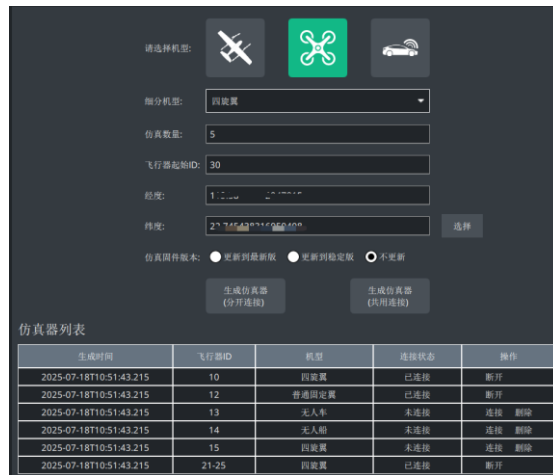 请选择机型:
细分机型: 四旋翼
仿真数量: 5
飞行器起始ID: 30
经度:
纬度: 选择
仿真固件版本: 更新到最新版 更新到稳定版 不更新
生成仿真器 生成仿真器
(分开连接) (共用连接)
仿真器列表
生成时间 飞行器ID 机型 连接状态 操作
2025-07-18T10:51:43.215 10 四旋翼 已连接 断开
2025-07-18T10:51:43.215 12 普通固定翼 已连接 断开
2025-07-18T10:51:43.215 13 无人车 未连接 连接 删除
2025-07-18T10:51:43.215 14 无人船 未连接 连接 删除
2025-07-18T10:51:43.215 15 四旋翼 未连接 连接 删除
2025-07-18T10:51:43.215 21-25 四旋翼 已连接 断开